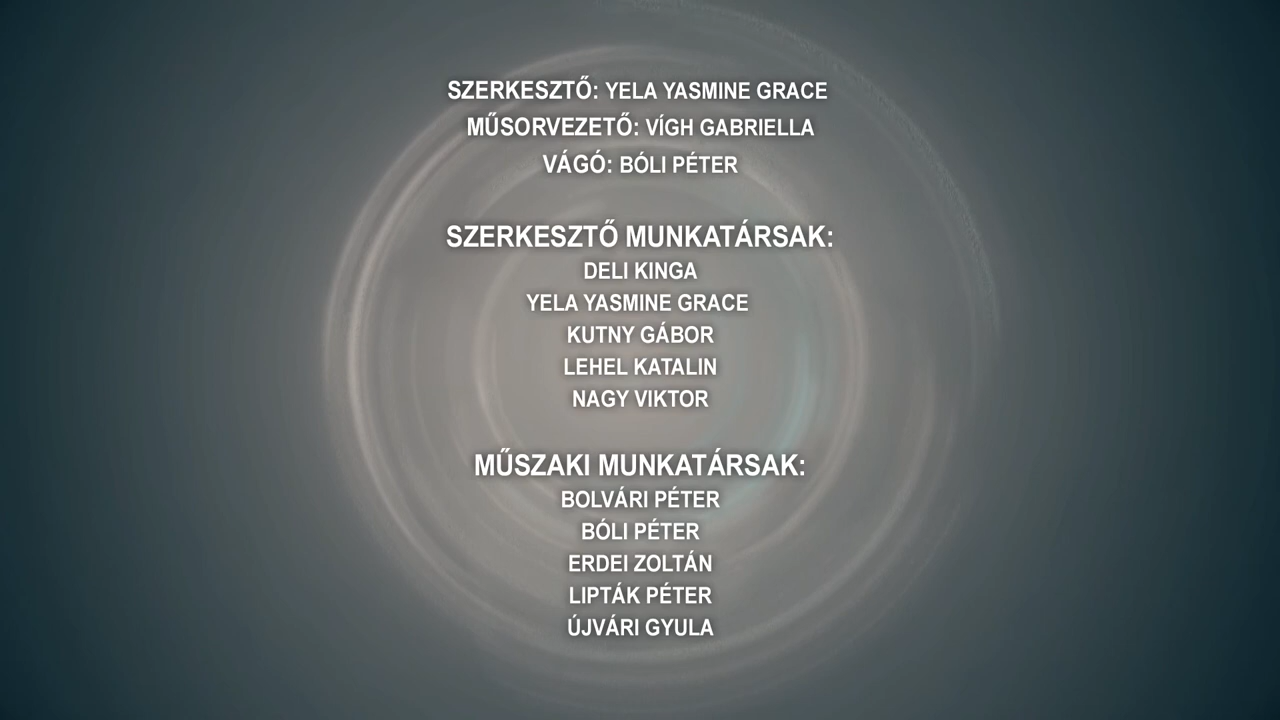 SZERKESZTŐ: YELA YASMINE GRACE
MŰSORVEZETŐ: VÍGH GABRIELLA
VÁGÓ: BÓLI PÉTER
SZERKESZTŐ MUNKATÁRSAK:
DELI KINGA
YELA YASMINE GRACE
KUTNY GÁBOR
LEHEL KATALIN
NAGY VIKTOR
MŰSZAKI MUNKATÁRSAK:
BOLVÁRI PÉTER
BÓLI PÉTER
ERDEI ZOLTÁN
LIPTÁK PÉTER
ÚJVÁRI GYULA